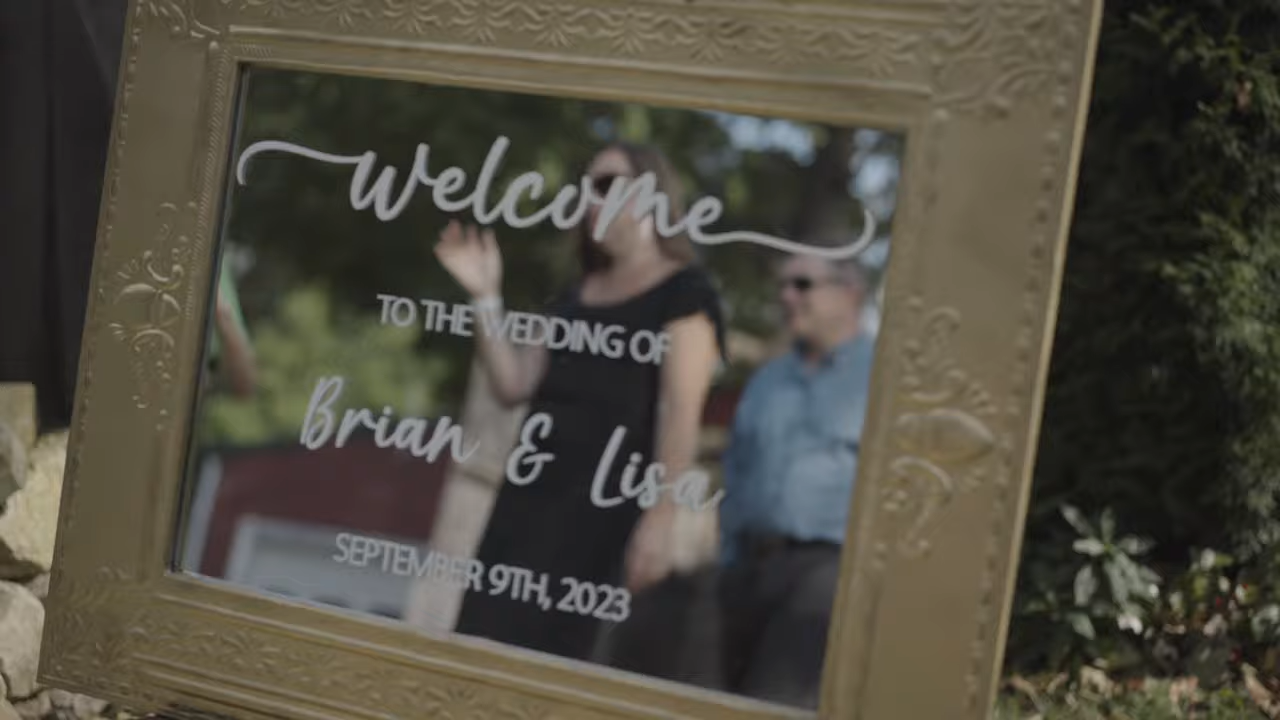 welcome
TO THE WEDDING OF
Brian & Lisa
SEPTEMBER 9TH, 2023